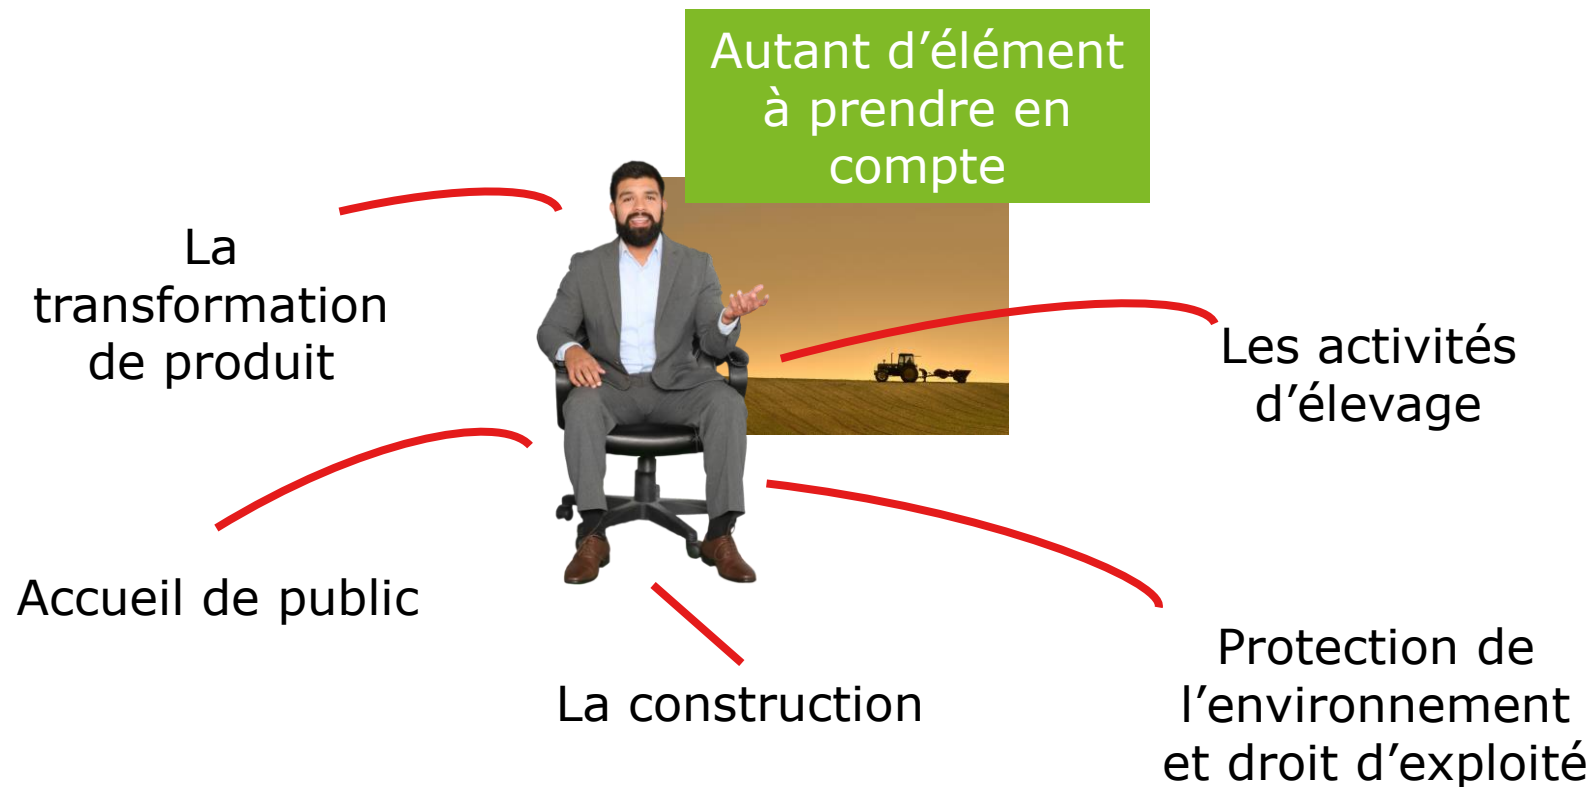 Autant d’élément
à prendre en
compte
La
transformation
de produit
Les activités
d’élevage
Accueil de public
La construction
Protection de
l’environnement
et droit d’exploité